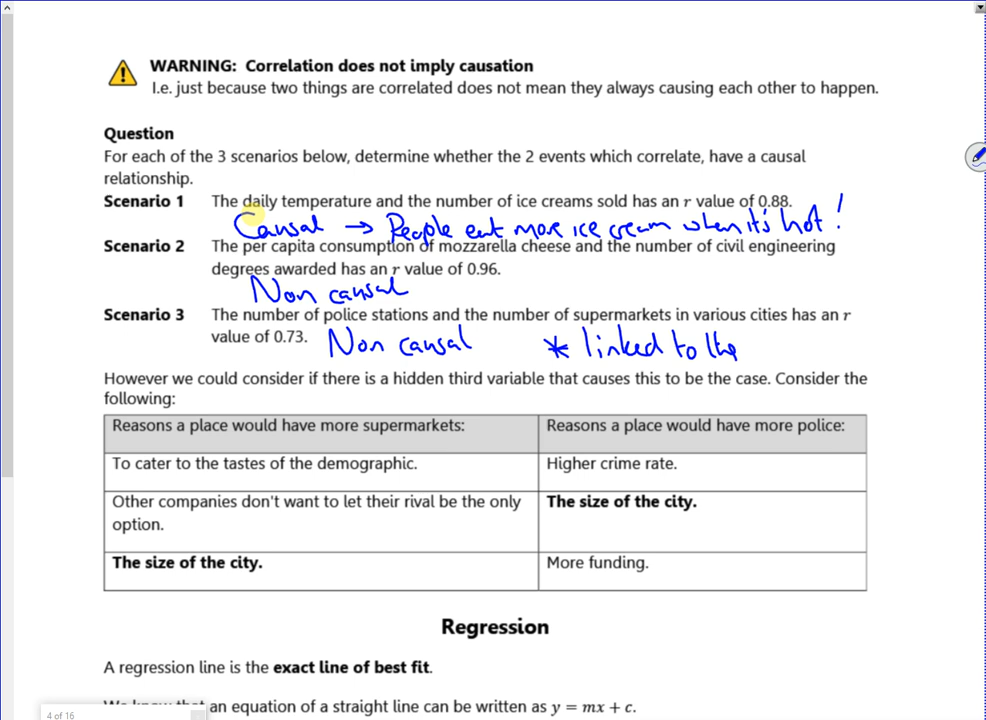 WARNING: Correlation does not imply causation
I.e. just because two things are correlated does not mean they always causing each other to happen.
Question
For each of the 3 scenarios below, determine whether the 2 events which correlate, have a causal
relationship.
Scenario 1 The daily temperature and the number of ice creams sold has an r value of 0.88.
Causal → People eat more ice cream when it's hot!
Scenario 2 The per capita consumption of mozzarella cheese and the number of civil engineering
degrees awarded has an r value of 0.96.
Non causal
Scenario 3 The number of police stations and the number of supermarkets in various cities has an r
value of 0.73. Non causal * linked to the
However we could consider if there is a hidden third variable that causes this to be the case. Consider the
following:
Reasons a place would have more supermarkets: Reasons a place would have more police:
To cater to the tastes of the demographic. Higher crime rate.
Other companies don't want to let their rival be the only The size of the city.
option.
The size of the city. More funding.
Regression
A regression line is the exact line of best fit.
an equation of a straight line can be written as y = mx + c.
4 of 16